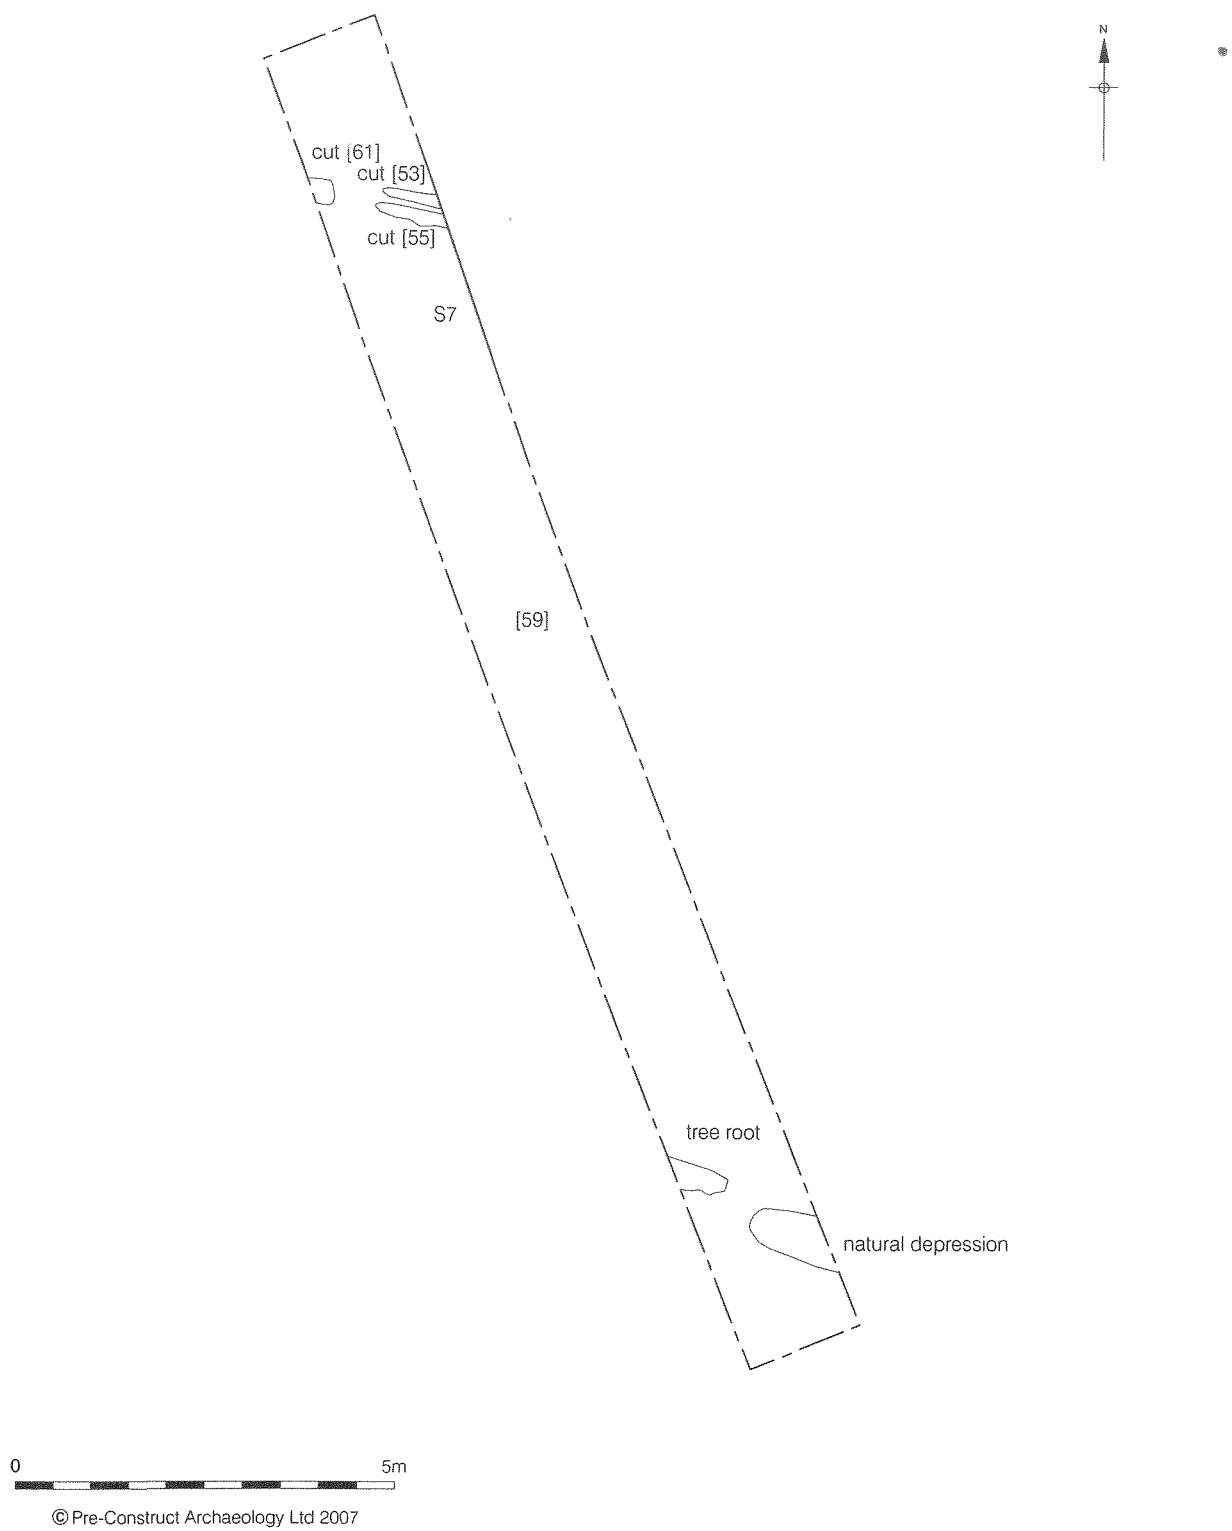 N
cut [61]
cut [53]
cut [55]
S7
[59]
tree root
natural depression
0 5m
© Pre-Construct Archaeology Ltd 2007